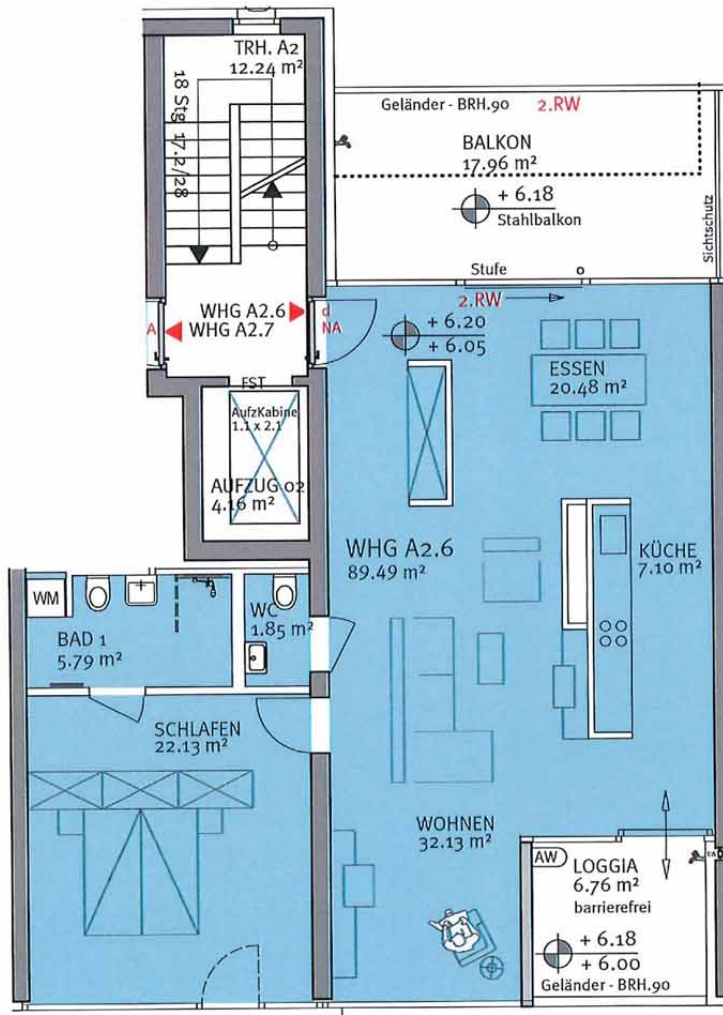 TRH. A2
12.24 m²
18 Stg. 17.2/28
Geländer - BRH.90 2.RW
BALKON
17.96 m²
+ 6.18
Stahlbalkon
Sichtschutz
Stufe
2.RW
WHG A2.6
WHG A2.7
A
d
NA
+ 6.20
+ 6.05
ESSEN
20.48 m²
FST
AufzKabine
1.1 x 2.1
AUFZUG 02
4.16 m²
WHG A2.6
89.49 m²
KÜCHE
7.10 m²
WM
BAD 1
5.79 m²
WC
1.85 m²
SCHLAFEN
22.13 m²
WOHNEN
32.13 m²
AW
LOGGIA
6.76 m²
barrierefrei
+ 6.18
+ 6.00
Geländer - BRH.90